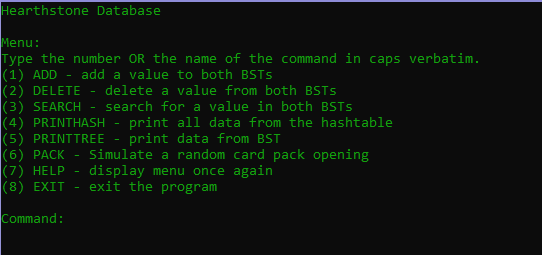 Hearthstone Database
Menu:
Type the number OR the name of the command in caps verbatim.
(1) ADD - add a value to both BSTs
(2) DELETE - delete a value from both BSTs
(3) SEARCH - search for a value in both BSTs
(4) PRINTHASH - print all data from the hashtable
(5) PRINTTREE - print data from BST
(6) PACK - Simulate a random card pack opening
(7) HELP - display menu once again
(8) EXIT - exit the program
Command: